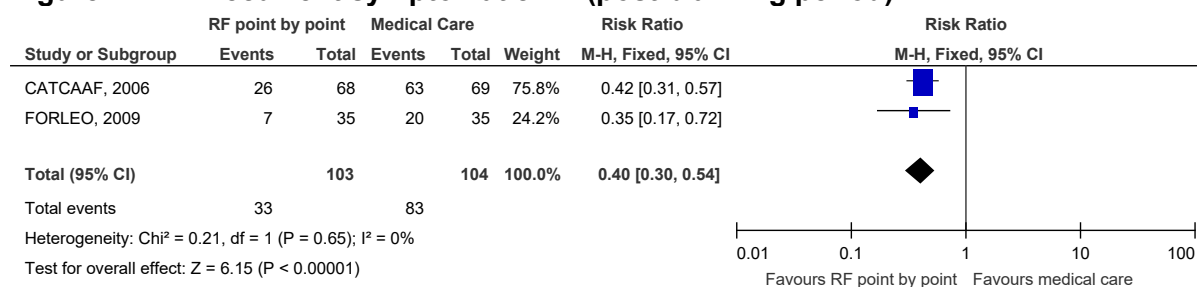 RF point by point Medical Care Risk Ratio Risk Ratio
Study or Subgroup Events Total Events Total Weight M-H, Fixed, 95% CI M-H, Fixed, 95% CI
CATCAAF, 2006 26 68 63 69 75.8% 0.42 [0.31, 0.57]
FORLEO, 2009 7 35 20 35 24.2% 0.35 [0.17, 0.72]
Total (95% CI) 103 104 100.0% 0.40 [0.30, 0.54]
Total events 33 83
Heterogeneity: Chi² = 0.21, df = 1 (P = 0.65); I² = 0%
Test for overall effect: Z = 6.15 (P < 0.00001)
0.01 0.1 1 10 100
Favours RF point by point Favours medical care